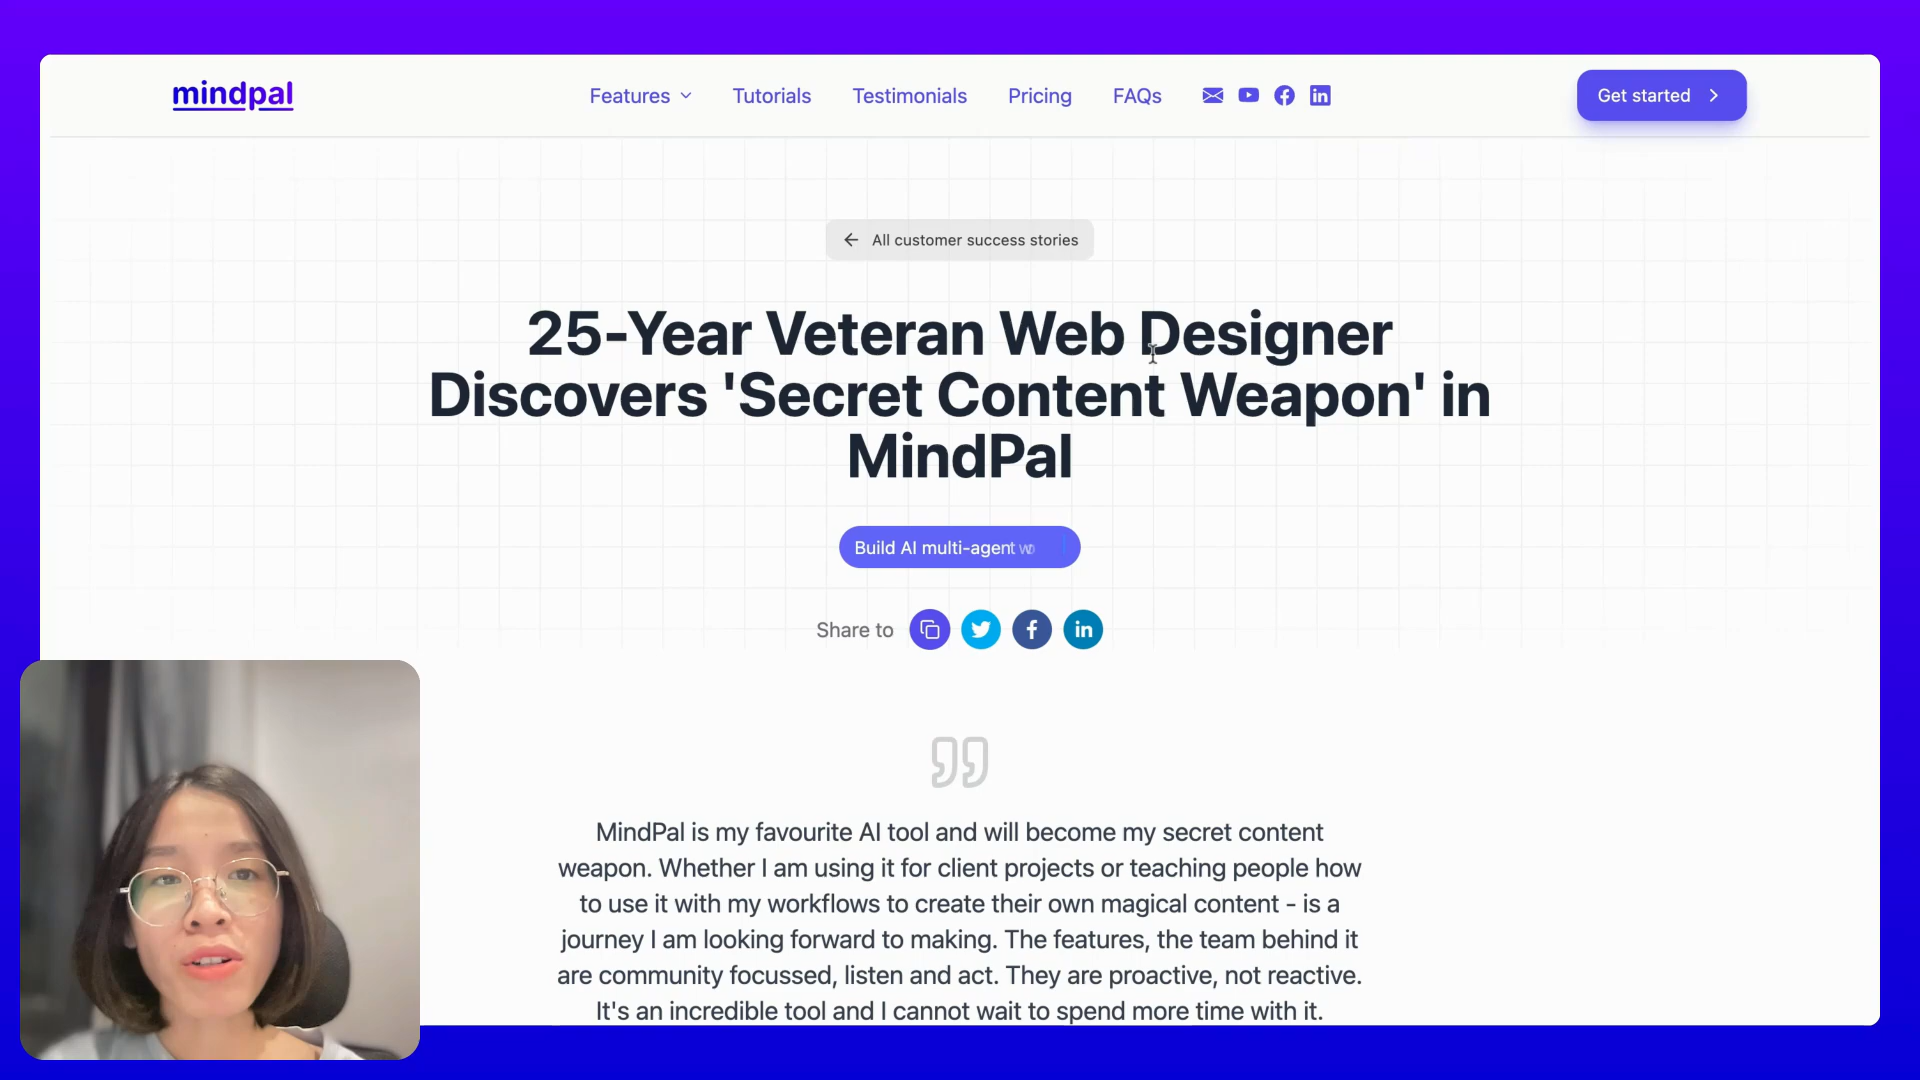 mindpal
Features
Tutorials
Testimonials
Pricing
FAQs
Get started
All customer success stories
25-Year Veteran Web Designer
Discovers 'Secret Content Weapon' in
MindPal
Build AI multi-agent wo
Share to
MindPal is my favourite AI tool and will become my secret content
weapon. Whether I am using it for client projects or teaching people how
to use it with my workflows to create their own magical content - is a
journey I am looking forward to making. The features, the team behind it
are community focussed, listen and act. They are proactive, not reactive.
It's an incredible tool and I cannot wait to spend more time with it.